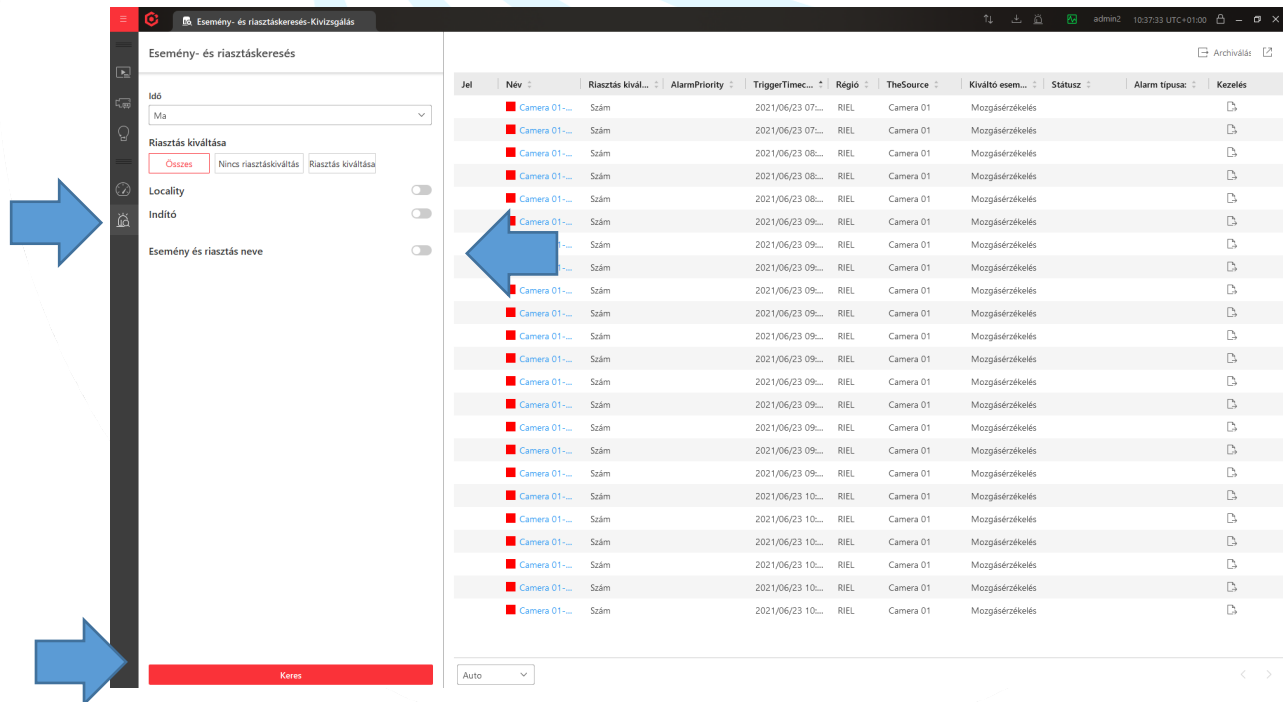 Esemény- és riasztáskeresés-Kivizsgálás
admin2 10:37:33 UTC+01:00
Esemény- és riasztáskeresés
Idő
Ma
Riasztás kiváltása
Összes Nincs riasztáskiváltás Riasztás kiváltása
Locality
Indító
Esemény és riasztás neve
Keres
Archiválás
Jel Név Riasztás kivál... AlarmPriority TriggerTimec... Régió TheSource Kiváltó esem... Státusz Alarm típusa: Kezelés
Camera 01-... Szám 2021/06/23 07:... RIEL Camera 01 Mozgásérzékelés
Camera 01-... Szám 2021/06/23 07:... RIEL Camera 01 Mozgásérzékelés
Camera 01-... Szám 2021/06/23 08:... RIEL Camera 01 Mozgásérzékelés
Camera 01-... Szám 2021/06/23 08:... RIEL Camera 01 Mozgásérzékelés
Camera 01-... Szám 2021/06/23 08:... RIEL Camera 01 Mozgásérzékelés
Camera 01-... Szám 2021/06/23 09:... RIEL Camera 01 Mozgásérzékelés
1-... Szám 2021/06/23 09:... RIEL Camera 01 Mozgásérzékelés
1-... Szám 2021/06/23 09:... RIEL Camera 01 Mozgásérzékelés
Camera 01-... Szám 2021/06/23 09:... RIEL Camera 01 Mozgásérzékelés
Camera 01-... Szám 2021/06/23 09:... RIEL Camera 01 Mozgásérzékelés
Camera 01-... Szám 2021/06/23 09:... RIEL Camera 01 Mozgásérzékelés
Camera 01-... Szám 2021/06/23 09:... RIEL Camera 01 Mozgásérzékelés
Camera 01-... Szám 2021/06/23 09:... RIEL Camera 01 Mozgásérzékelés
Camera 01-... Szám 2021/06/23 09:... RIEL Camera 01 Mozgásérzékelés
Camera 01-... Szám 2021/06/23 09:... RIEL Camera 01 Mozgásérzékelés
Camera 01-... Szám 2021/06/23 09:... RIEL Camera 01 Mozgásérzékelés
Camera 01-... Szám 2021/06/23 09:... RIEL Camera 01 Mozgásérzékelés
Camera 01-... Szám 2021/06/23 10:... RIEL Camera 01 Mozgásérzékelés
Camera 01-... Szám 2021/06/23 10:... RIEL Camera 01 Mozgásérzékelés
Camera 01-... Szám 2021/06/23 10:... RIEL Camera 01 Mozgásérzékelés
Camera 01-... Szám 2021/06/23 10:... RIEL Camera 01 Mozgásérzékelés
Camera 01-... Szám 2021/06/23 10:... RIEL Camera 01 Mozgásérzékelés
Camera 01-... Szám 2021/06/23 10:... RIEL Camera 01 Mozgásérzékelés
Auto